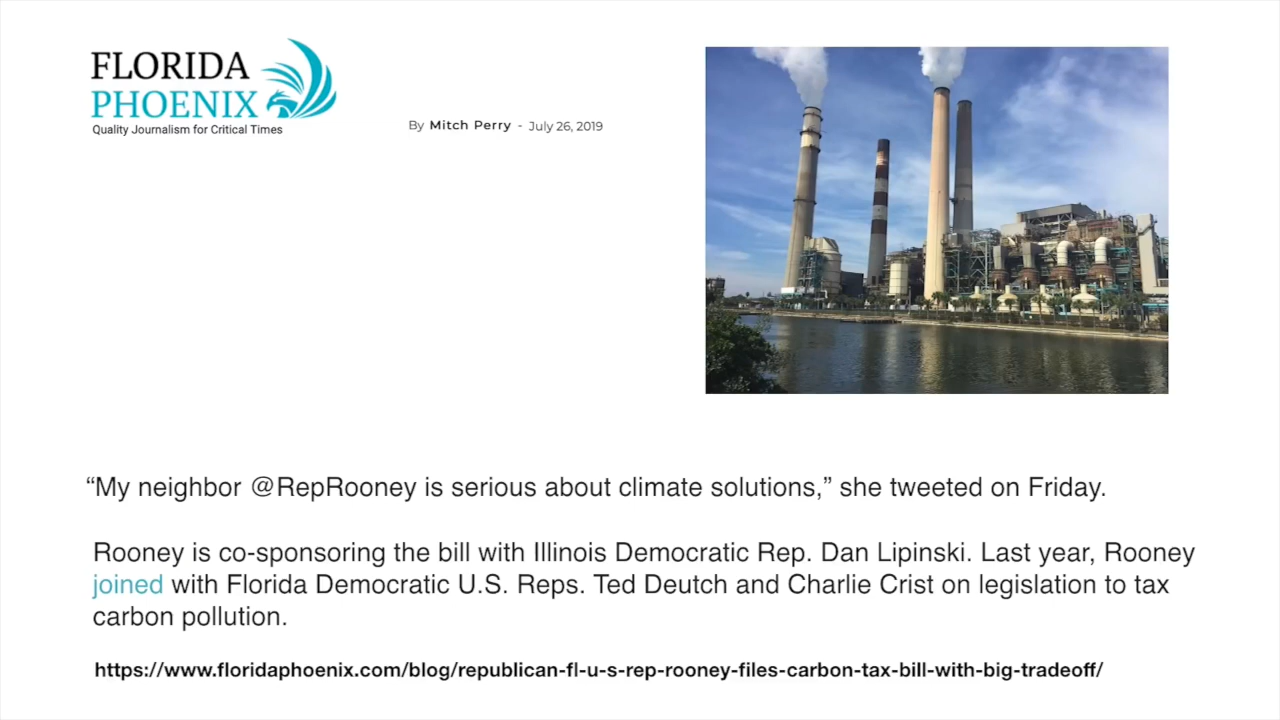 FLORIDA
PHOENIX
Quality Journalism for Critical Times
By Mitch Perry - July 26, 2019
“My neighbor @RepRooney is serious about climate solutions,” she tweeted on Friday.
Rooney is co-sponsoring the bill with Illinois Democratic Rep. Dan Lipinski. Last year, Rooney
joined with Florida Democratic U.S. Reps. Ted Deutch and Charlie Crist on legislation to tax
carbon pollution.
https://www.floridaphoenix.com/blog/republican-fl-u-s-rep-rooney-files-carbon-tax-bill-with-big-tradeoff/